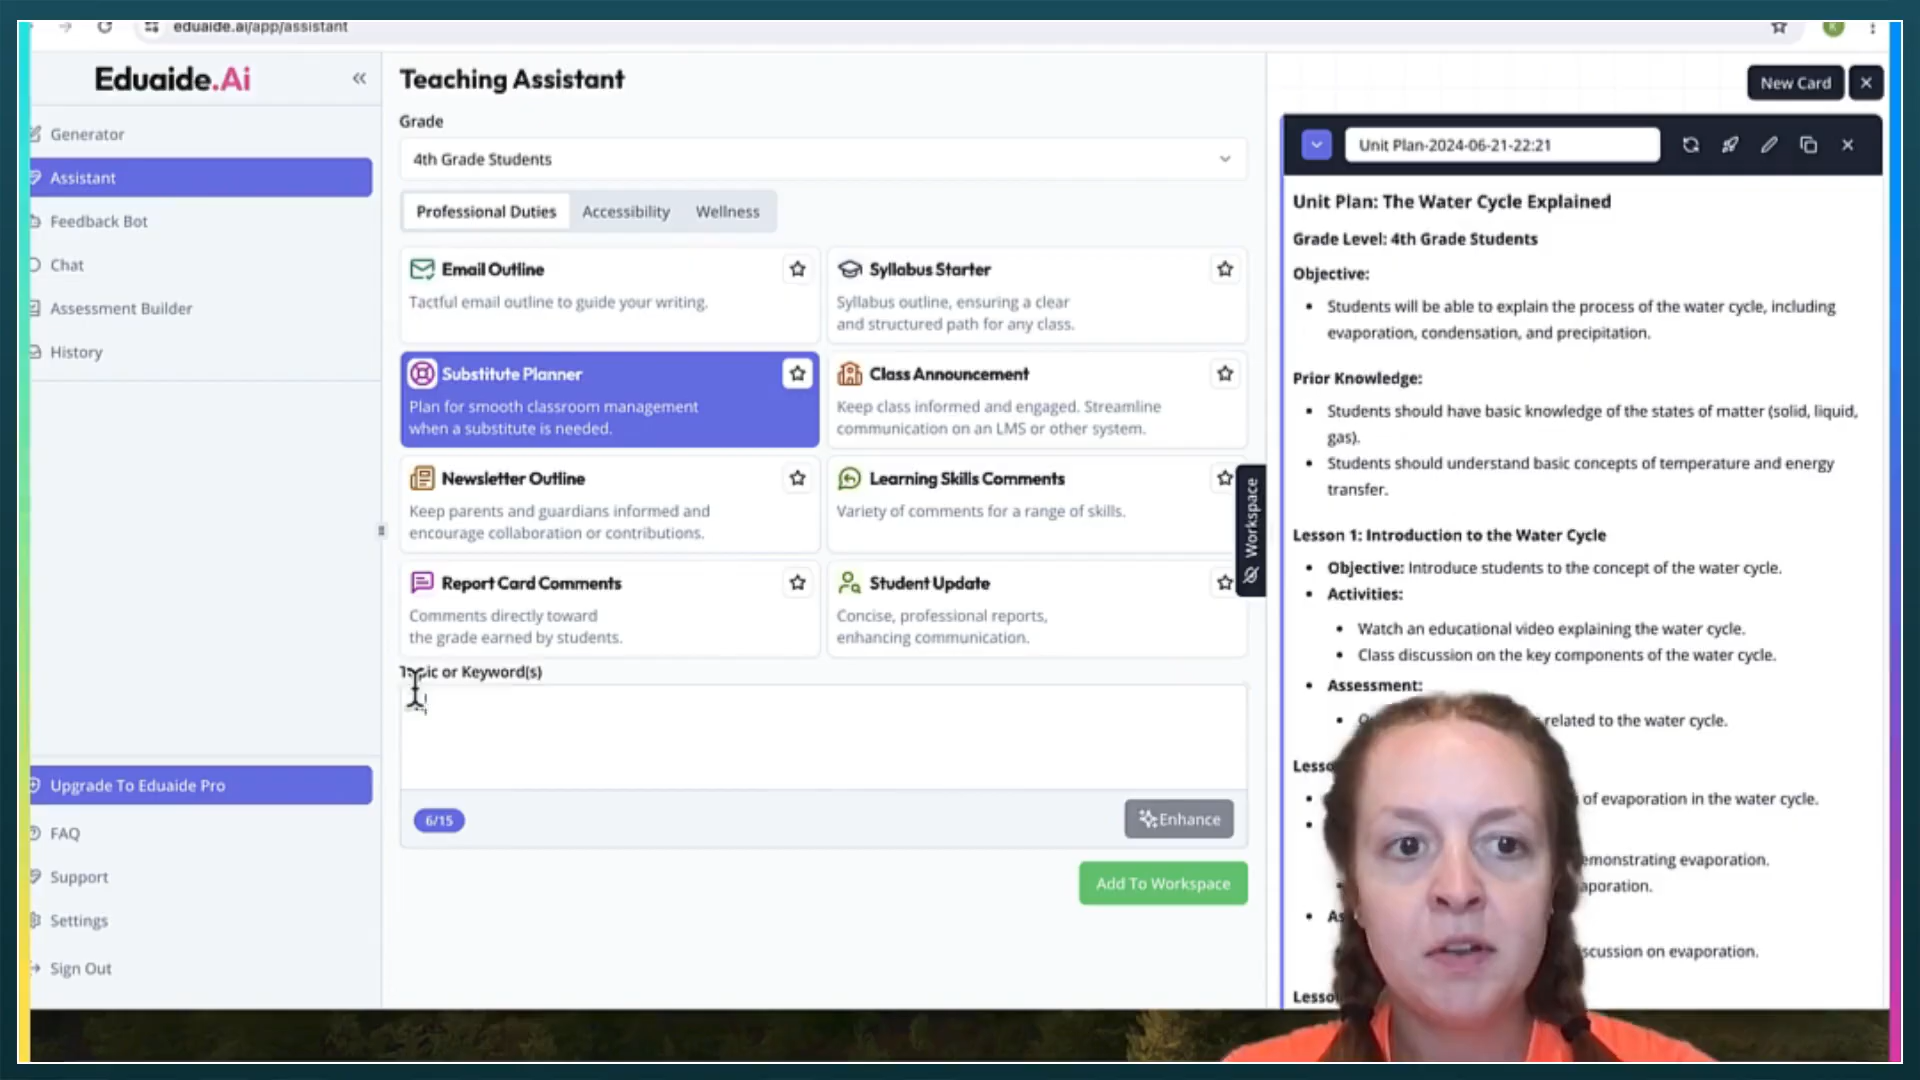 eduaide.ai/app/assistant
Eduaide.Ai
Generator
Assistant
Feedback Bot
Chat
Assessment Builder
History
Upgrade To Eduaide Pro
FAQ
Support
Settings
Sign Out
Teaching Assistant
Grade
4th Grade Students
Professional Duties
Accessibility
Wellness
Email Outline
Tactful email outline to guide your writing.
Syllabus Starter
Syllabus outline, ensuring a clear
and structured path for any class.
Substitute Planner
Plan for smooth classroom management
when a substitute is needed.
Class Announcement
Keep class informed and engaged. Streamline
communication on an LMS or other system.
Newsletter Outline
Keep parents and guardians informed and
encourage collaboration or contributions.
Learning Skills Comments
Variety of comments for a range of skills.
Report Card Comments
Comments directly toward
the grade earned by students.
Student Update
Concise, professional reports,
enhancing communication.
Topic or Keyword(s)
6/15
Enhance
Add To Workspace
Workspace
New Card
Unit Plan-2024-06-21-22:21
Unit Plan: The Water Cycle Explained
Grade Level: 4th Grade Students
Objective:
Students will be able to explain the process of the water cycle, including
evaporation, condensation, and precipitation.
Prior Knowledge:
Students should have basic knowledge of the states of matter (solid, liquid,
gas).
Students should understand basic concepts of temperature and energy
transfer.
Lesson 1: Introduction to the Water Cycle
Objective: Introduce students to the concept of the water cycle.
Activities:
Watch an educational video explaining the water cycle.
Class discussion on the key components of the water cycle.
Assessment:
related to the water cycle.
of evaporation in the water cycle.
evaporation.
on evaporation.